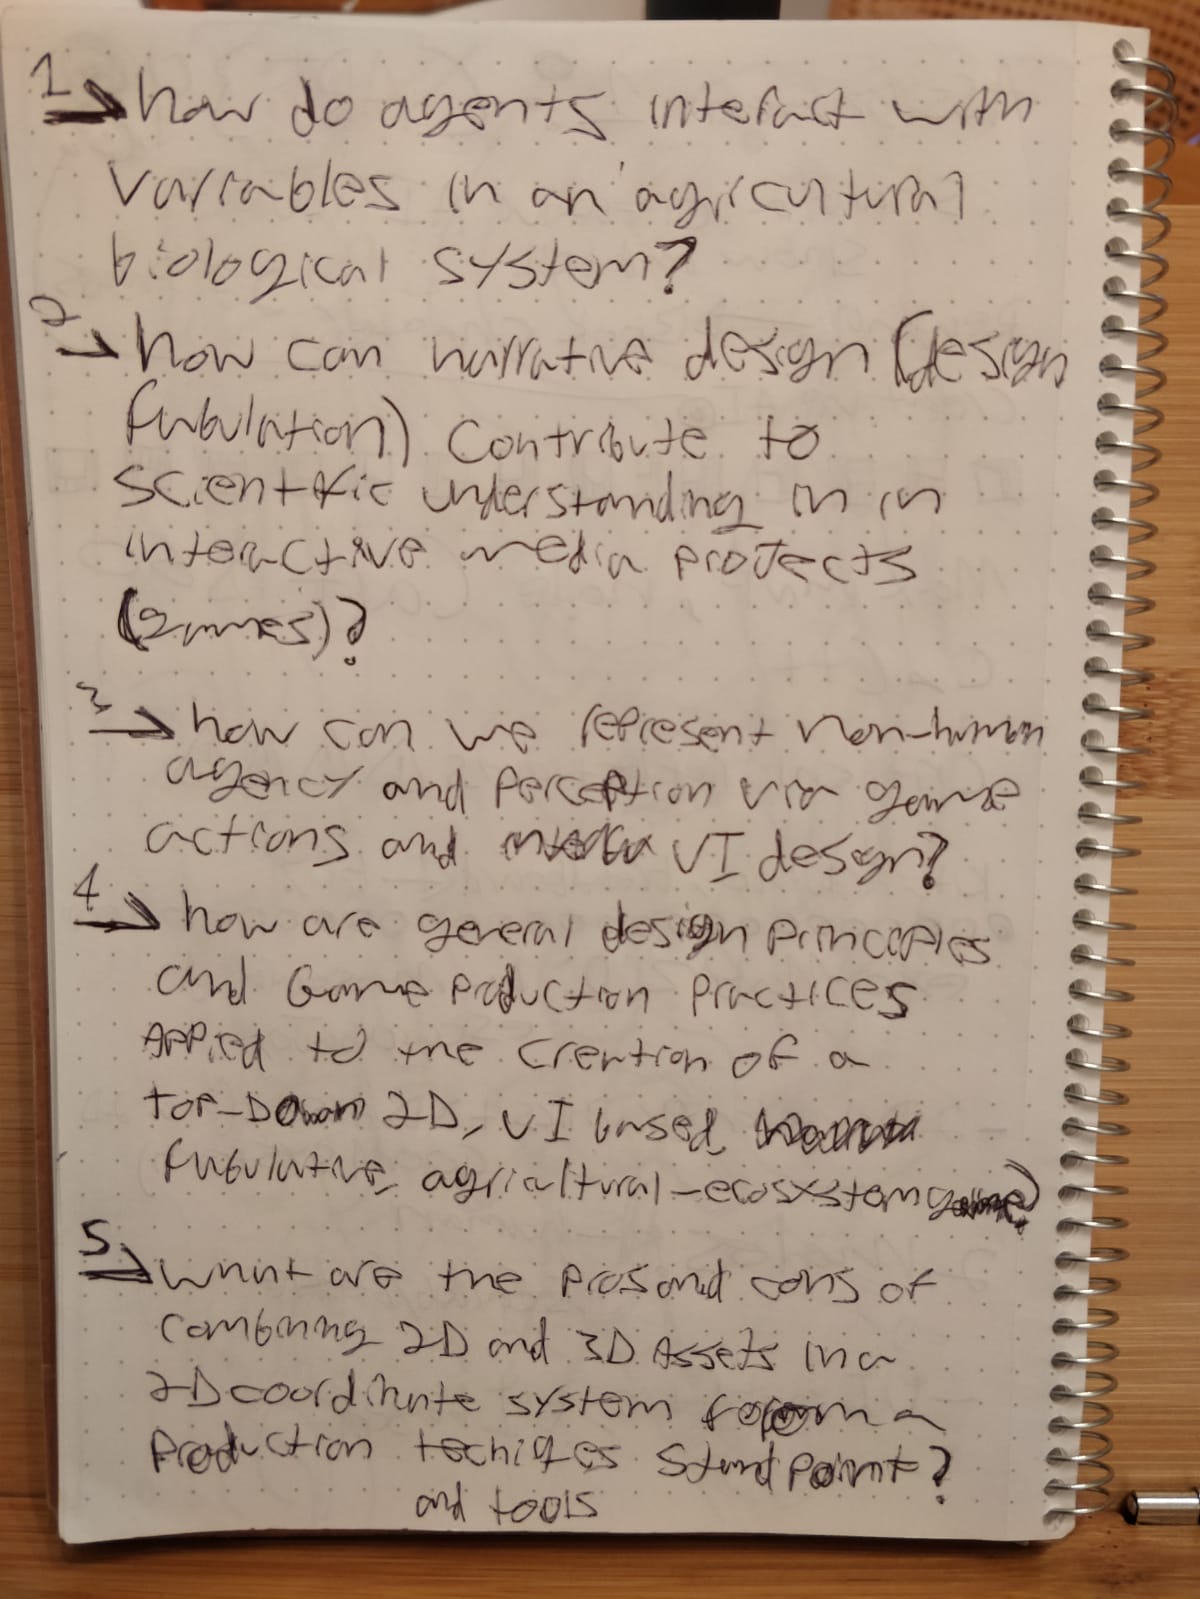 1 → how do agents interact with
variables in an agricultural
biological system?
2 → how can narrative design (design
fabulation) contribute to
scientific understanding in in
interactive media projects
(games)?
3 → how can we represent non-human
agency and perception via game
actions and UI design?
4 → how are general design principles
and Game production practices
Applied to the creation of a
top-Down 2D, UI based,
fabulative, agricultural-ecosystem game?
5 → what are the pros and cons of
combining 2D and 3D Assets in a
2D coordinate system from a
production techiqes standpoint?
and tools